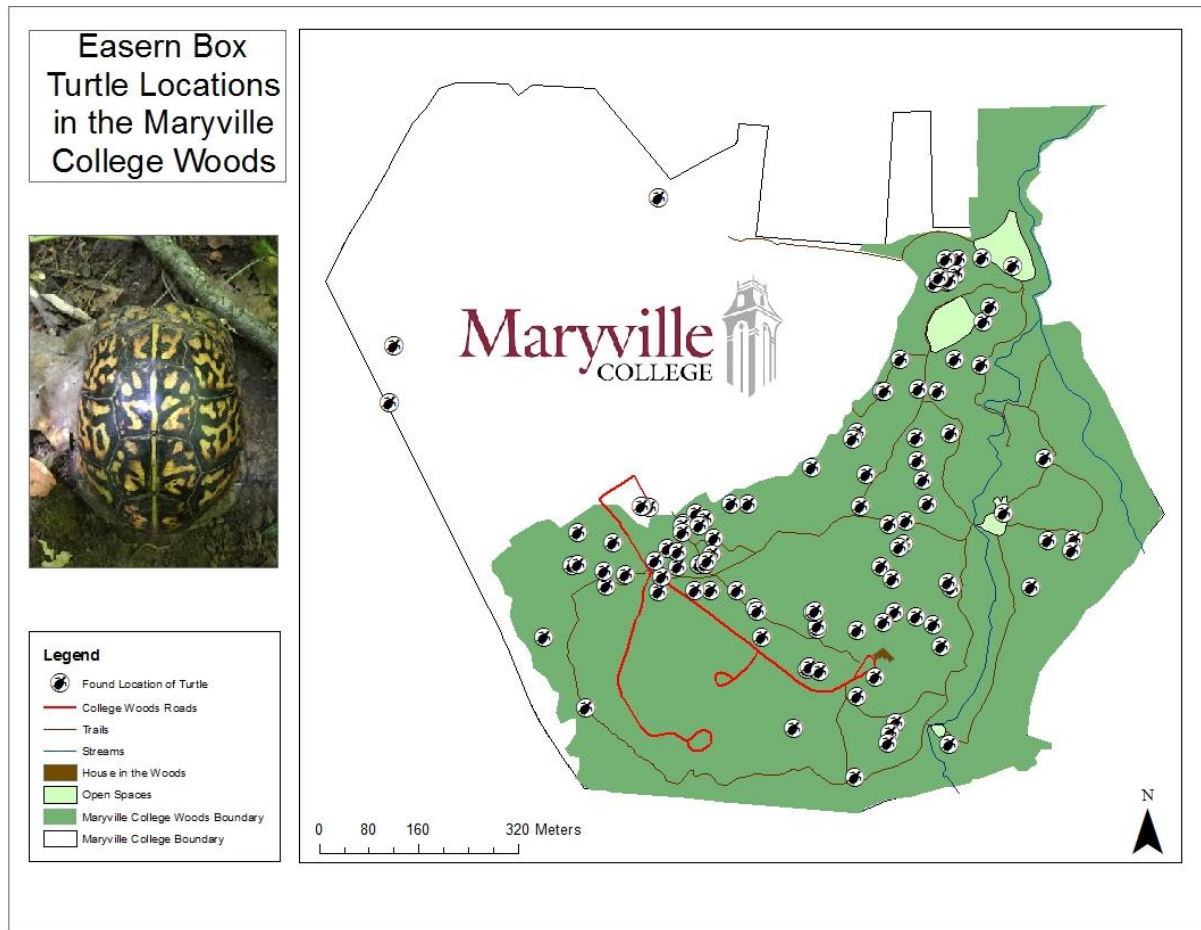 Easern Box
Turtle Locations
in the Maryville
College Woods
Maryville
COLLEGE
Legend
Found Location of Turtle
College Woods Roads
Trails
Streams
House in the Woods
Open Spaces
Maryville College Woods Boundary
Maryville College Boundary
0 80 160 320 Meters
N